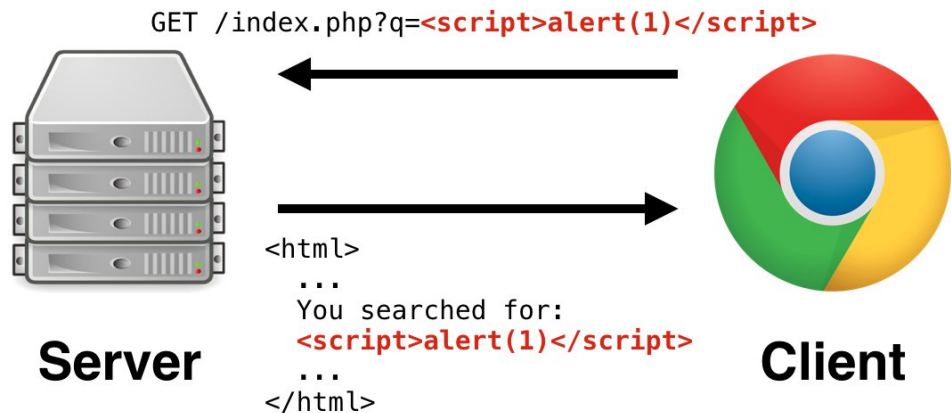 GET /index.php?q=<script>alert(1)</script>
<html>
...
You searched for:
<script>alert(1)</script>
...
</html>
Server
Client